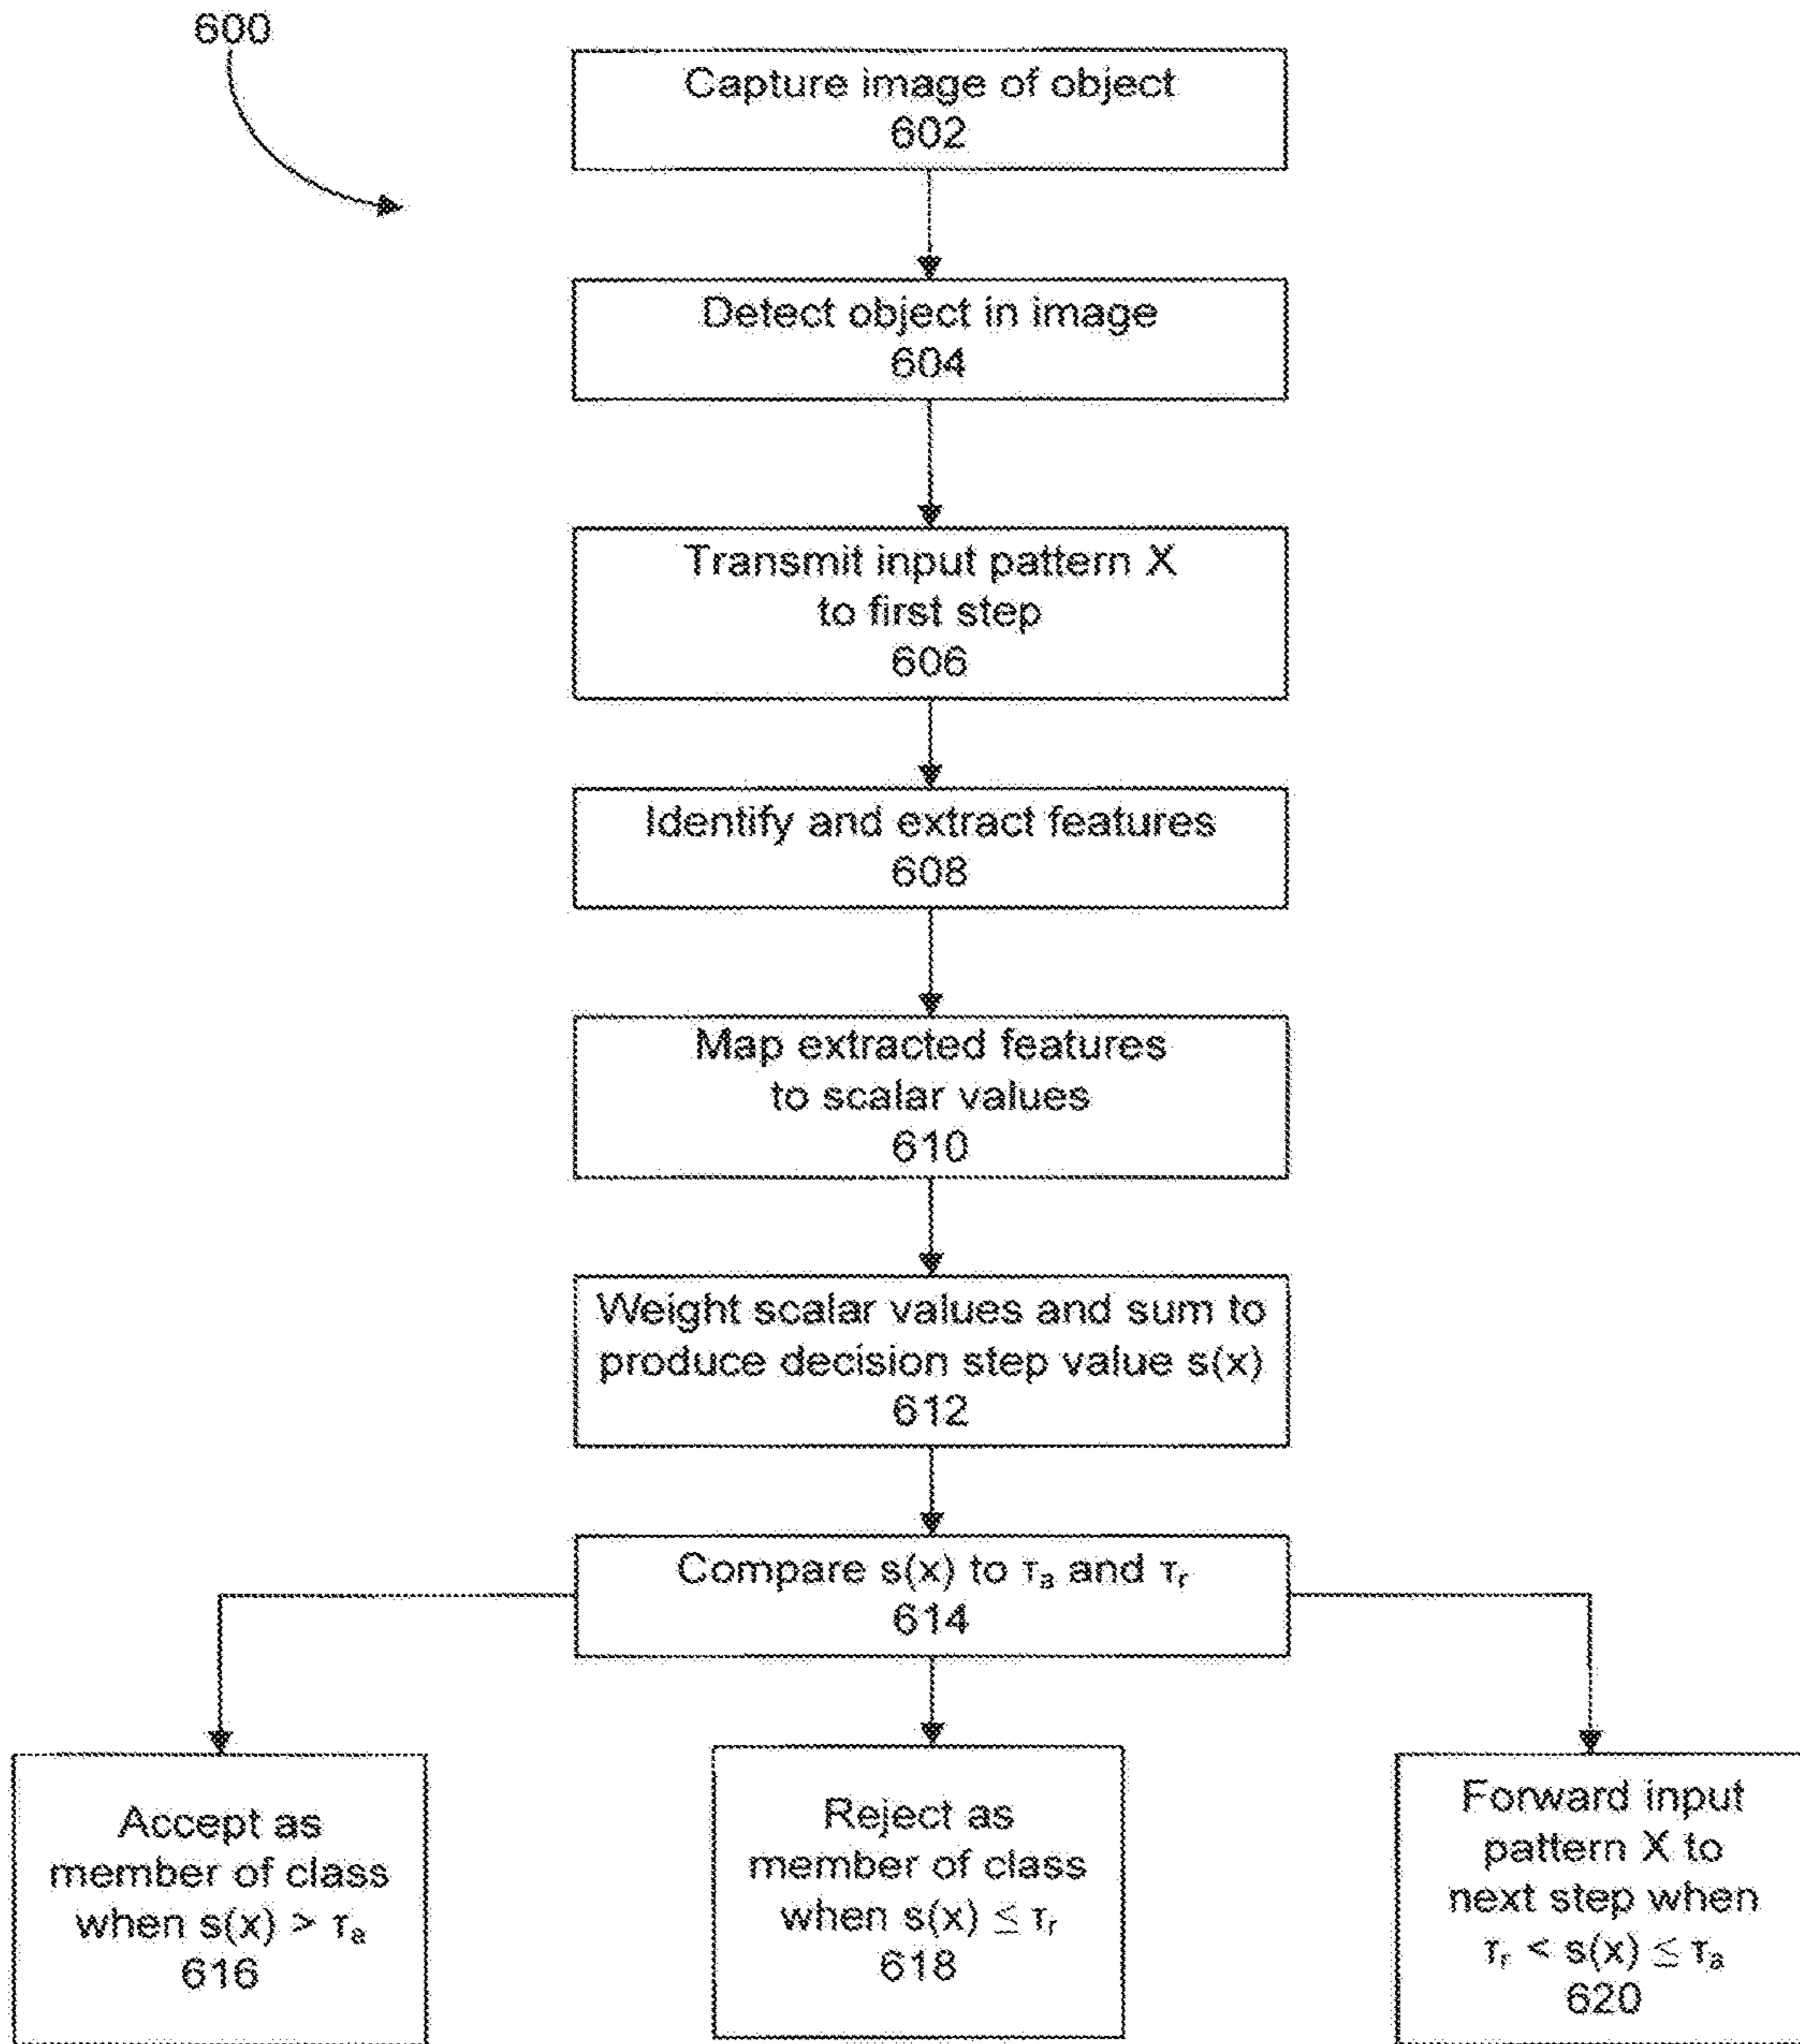 600
Capture image of object
602
Detect object in image
604
Transmit input pattern X
to first step
606
Identify and extract features
608
Map extracted features
to scalar values
610
Weight scalar values and sum to
produce decision step value s(x)
612
Compare s(x) to τₐ and τᵣ
614
Accept as
member of class
when s(x) > τₐ
616
Reject as
member of class
when s(x) ≤ τᵣ
618
Forward input
pattern X to
next step when
τᵣ < s(x) ≤ τₐ
620